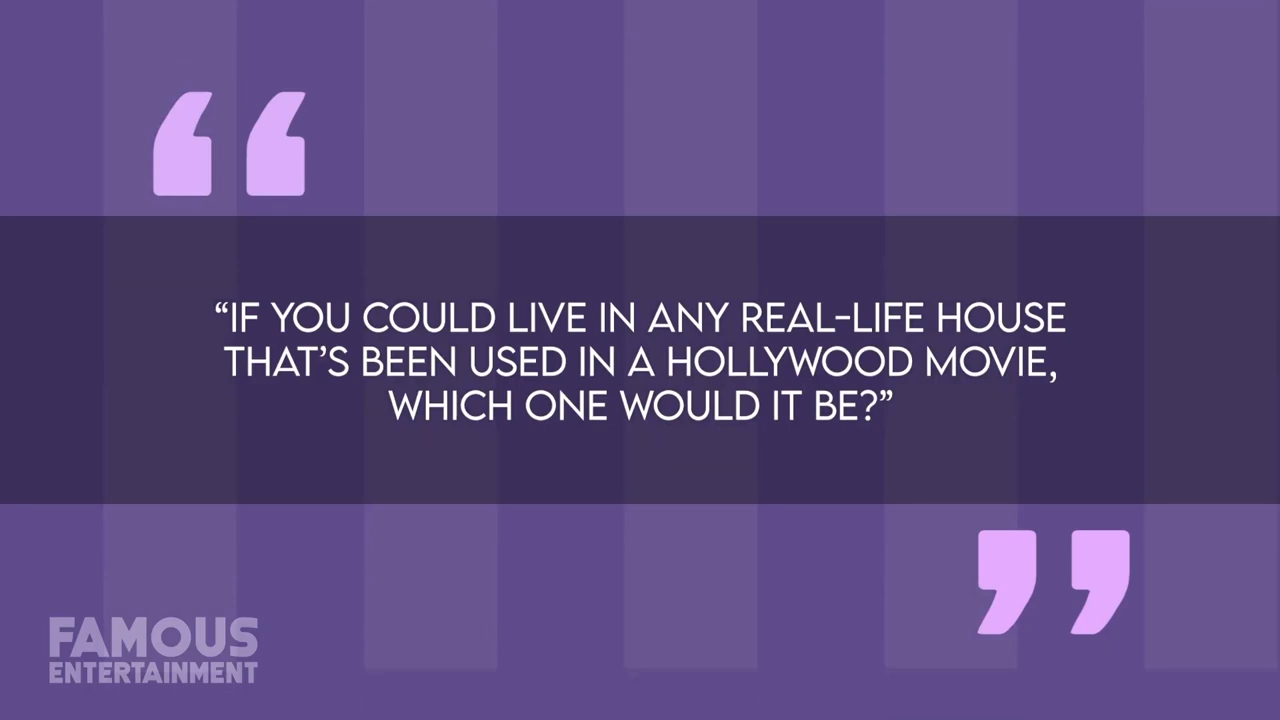 “IF YOU COULD LIVE IN ANY REAL-LIFE HOUSE
THAT’S BEEN USED IN A HOLLYWOOD MOVIE,
WHICH ONE WOULD IT BE?”
FAMOUS
ENTERTAINMENT